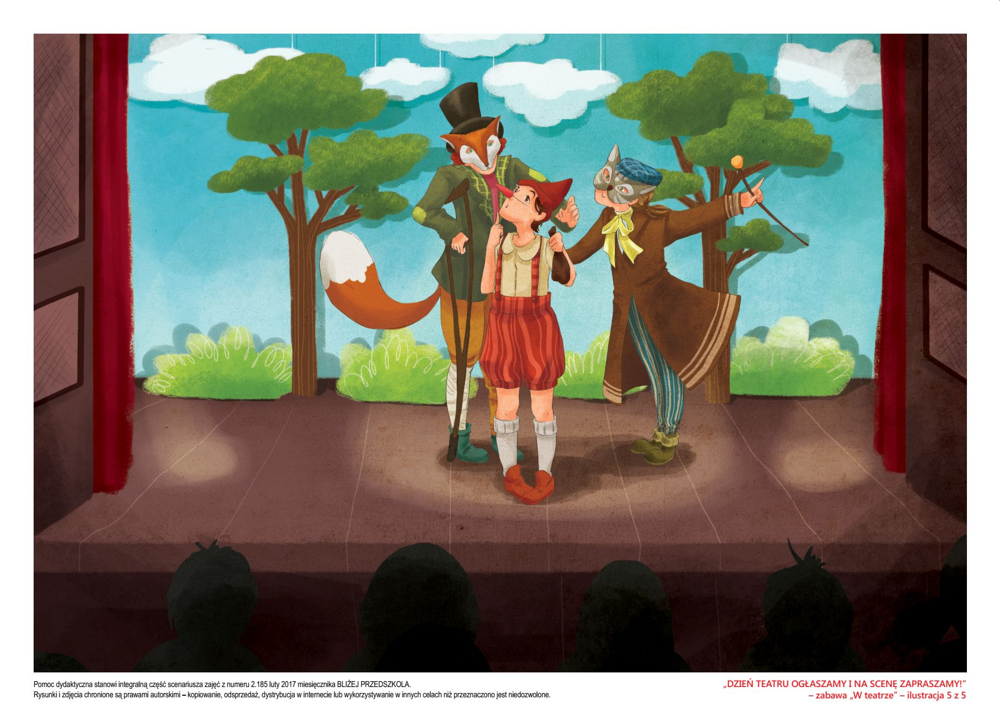 Pomoc dydaktyczna stanowi integralną część scenariusza zajęć z numeru 2.185 luty 2017 miesięcznika BLIŻEJ PRZEDSZKOLA.
Rysunki i zdjęcia chronione są prawami autorskimi – kopiowanie, odsprzedaż, dystrybucja w internecie lub wykorzystywanie w innych celach niż przeznaczono jest niedozwolone.
„DZIEŃ TEATRU OGŁASZAMY I NA SCENĘ ZAPRASZAMY!”
– zabawa „W teatrze” – ilustracja 5 z 5